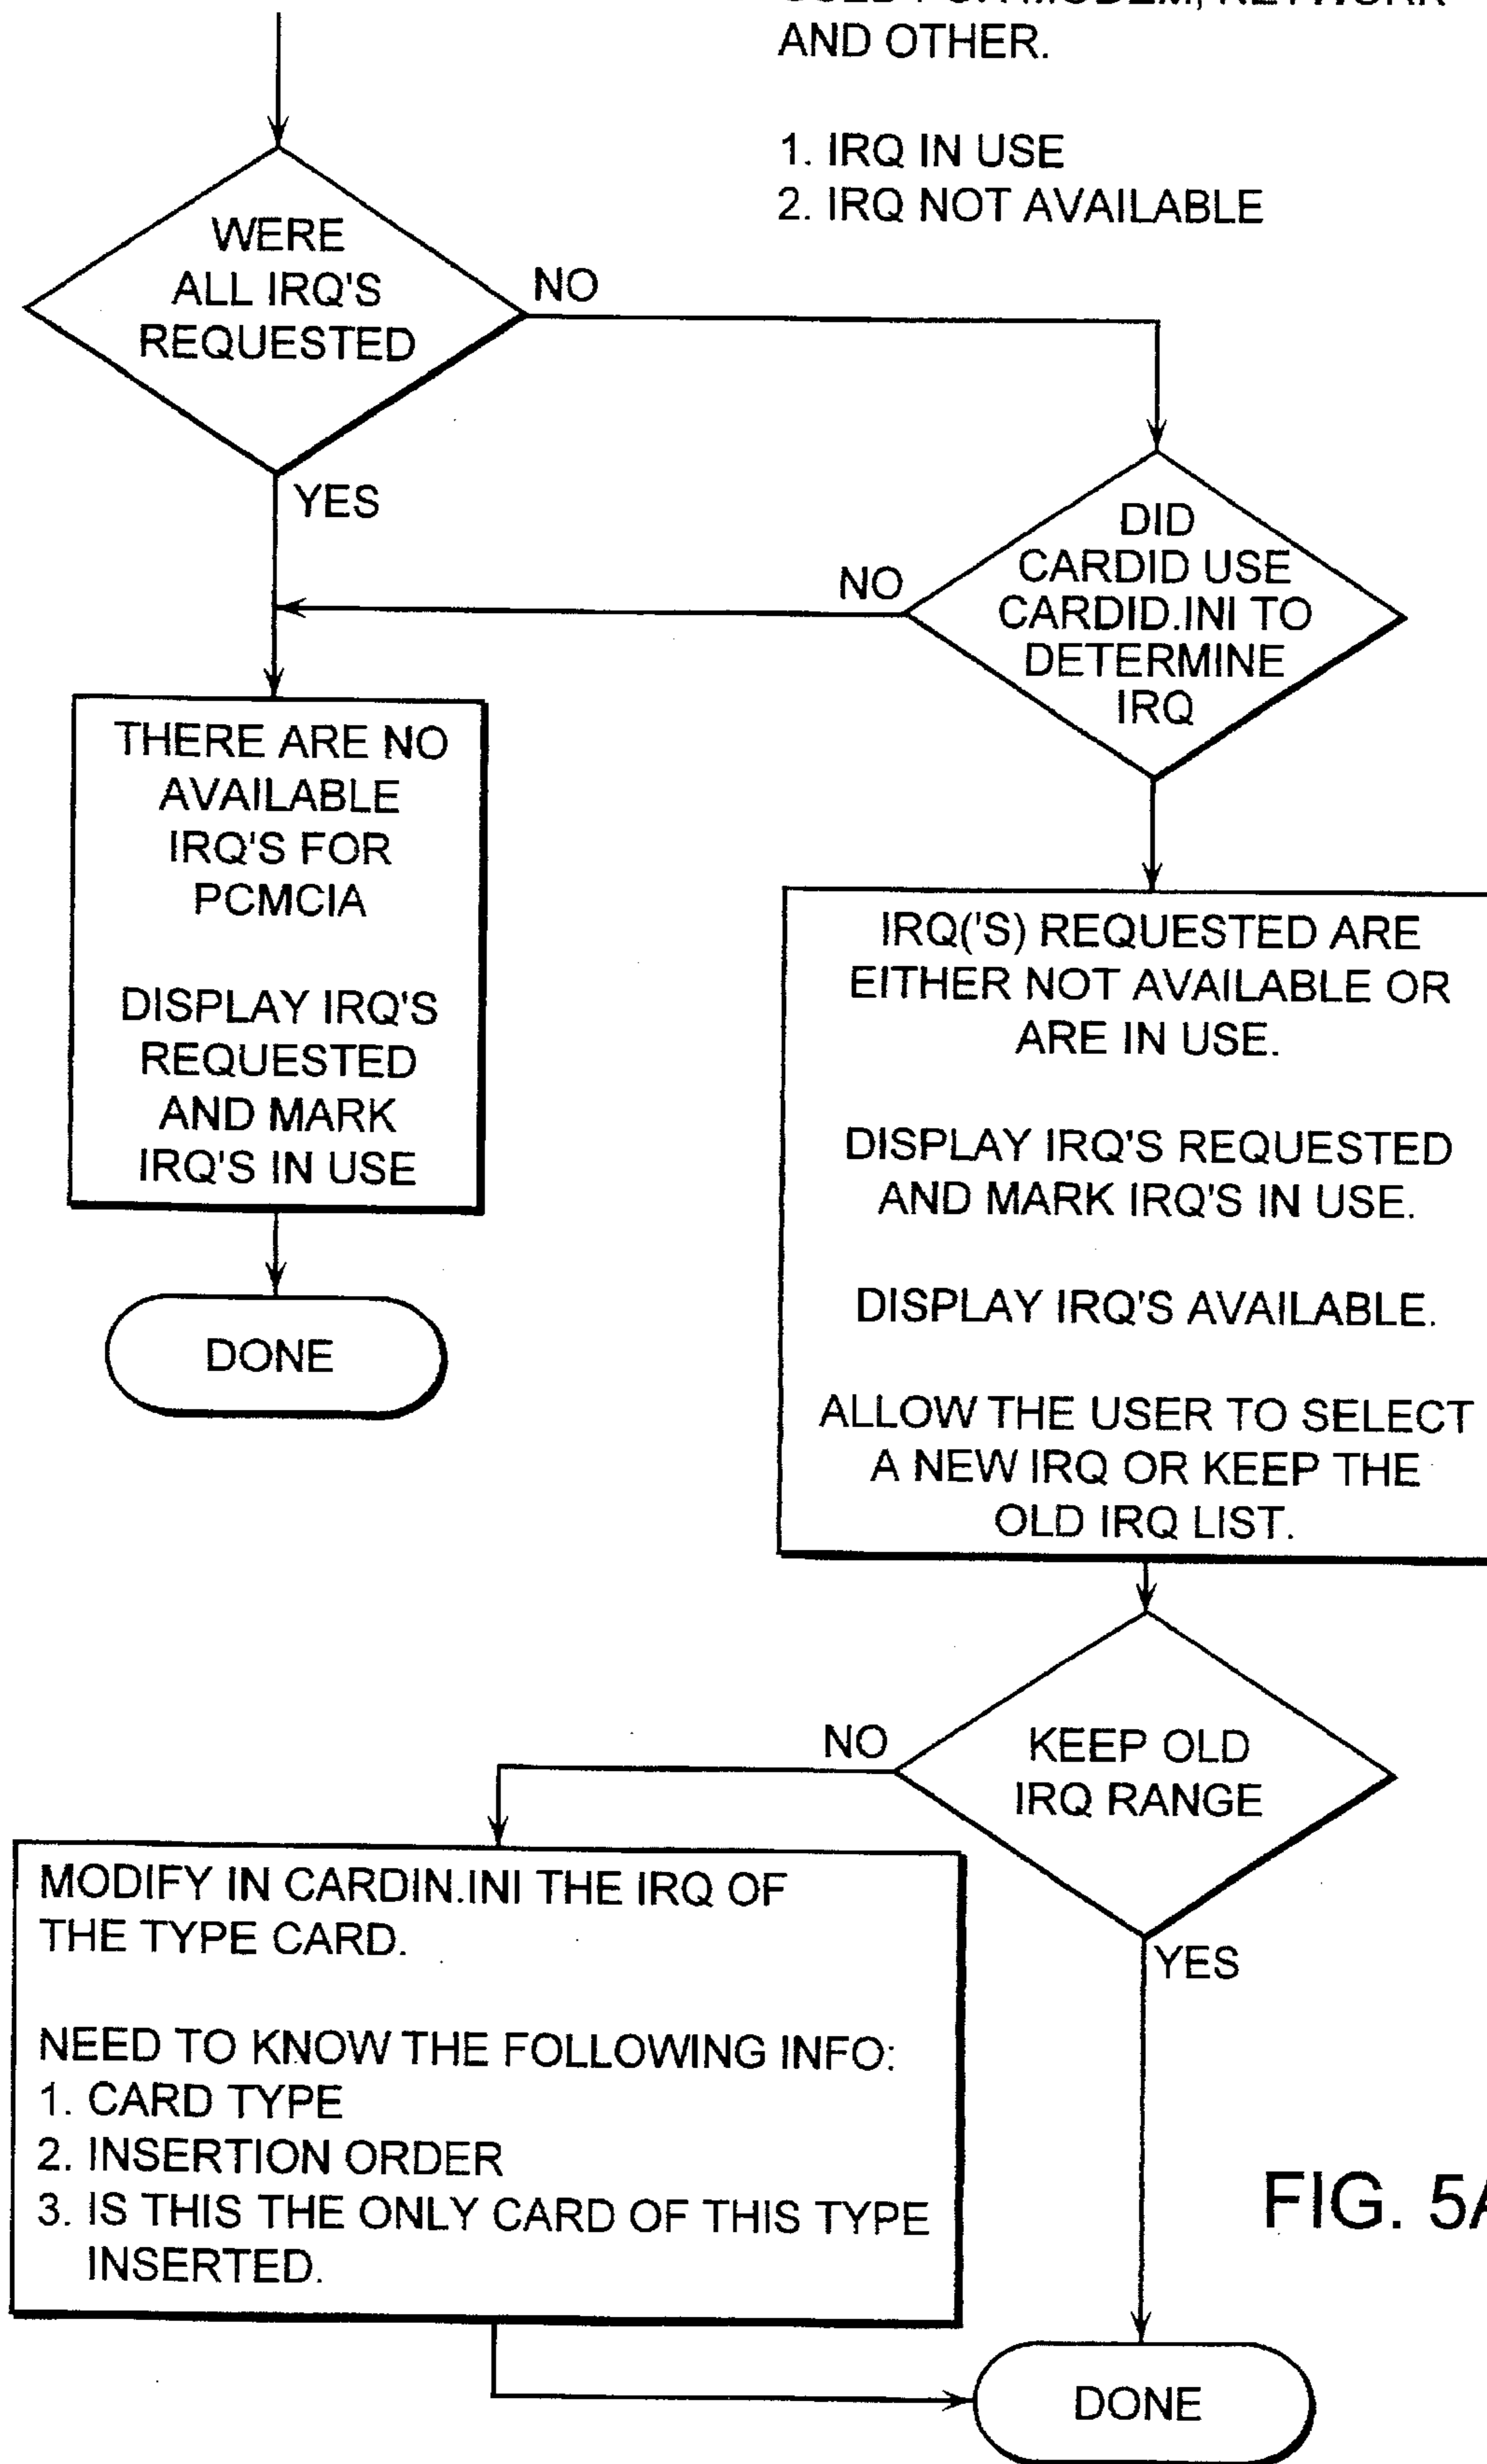 AND OTHER.
1. IRQ IN USE
2. IRQ NOT AVAILABLE
WERE
ALL IRQ'S
REQUESTED
NO
YES
DID
CARDID USE
CARDID.INI TO
DETERMINE
IRQ
NO
THERE ARE NO
AVAILABLE
IRQ'S FOR
PCMCIA
DISPLAY IRQ'S
REQUESTED
AND MARK
IRQ'S IN USE
DONE
IRQ('S) REQUESTED ARE
EITHER NOT AVAILABLE OR
ARE IN USE.
DISPLAY IRQ'S REQUESTED
AND MARK IRQ'S IN USE.
DISPLAY IRQ'S AVAILABLE.
ALLOW THE USER TO SELECT
A NEW IRQ OR KEEP THE
OLD IRQ LIST.
KEEP OLD
IRQ RANGE
NO
YES
MODIFY IN CARDIN.INI THE IRQ OF
THE TYPE CARD.
NEED TO KNOW THE FOLLOWING INFO:
1. CARD TYPE
2. INSERTION ORDER
3. IS THIS THE ONLY CARD OF THIS TYPE
INSERTED.
DONE
FIG. 5A